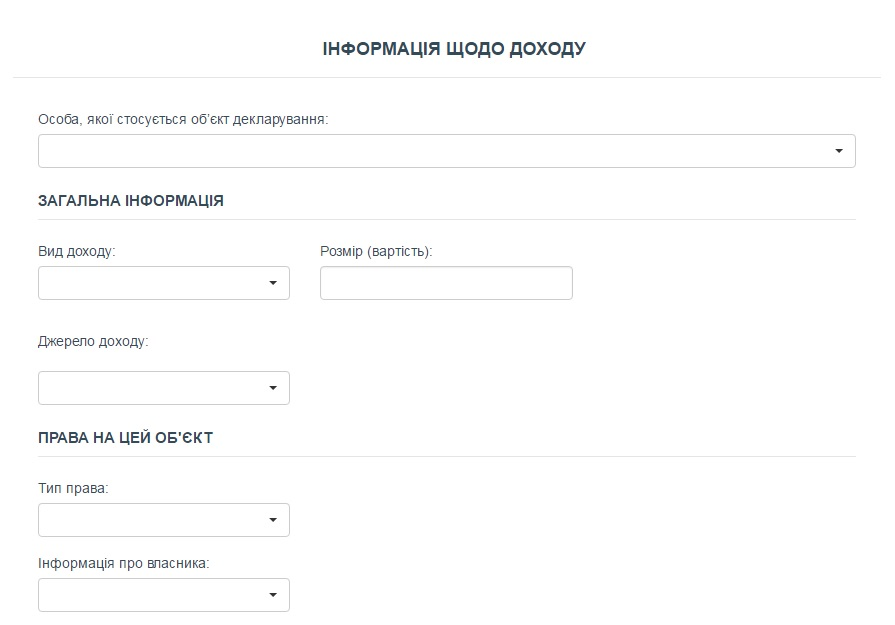 ІНФОРМАЦІЯ ЩОДО ДОХОДУ
Особа, якої стосується об’єкт декларування:
ЗАГАЛЬНА ІНФОРМАЦІЯ
Вид доходу:
Розмір (вартість):
Джерело доходу:
ПРАВА НА ЦЕЙ ОБ'ЄКТ
Тип права:
Інформація про власника: